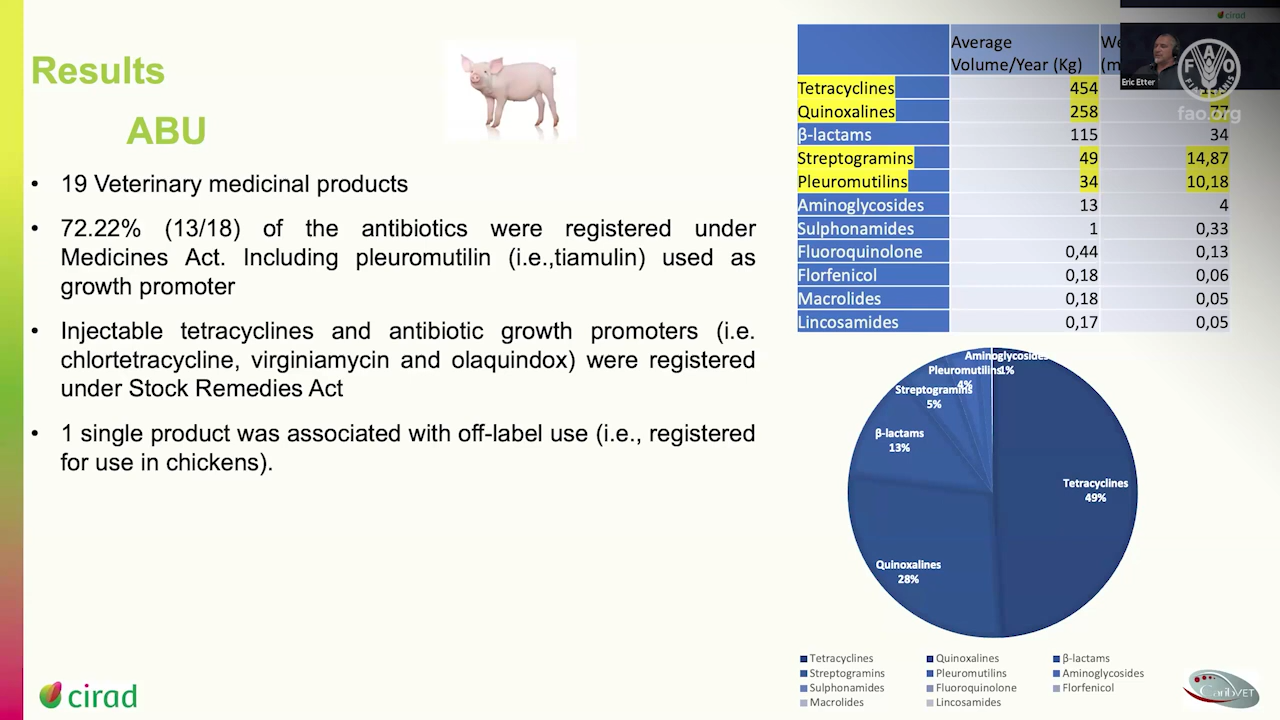 Results
ABU
• 19 Veterinary medicinal products
• 72.22% (13/18) of the antibiotics were registered under
Medicines Act. Including pleuromutilin (i.e.,tiamulin) used as
growth promoter
• Injectable tetracyclines and antibiotic growth promoters (i.e.
chlortetracycline, virginiamycin and olaquindox) were registered
under Stock Remedies Act
• 1 single product was associated with off-label use (i.e., registered
for use in chickens).
cirad
Average
Volume/Year (Kg)
Tetracyclines 454
Quinoxalines 258 77
β-lactams 115 34
Streptogramins 49 14,87
Pleuromutilins 34 10,18
Aminoglycosides 13 4
Sulphonamides 1 0,33
Fluoroquinolone 0,44 0,13
Florfenicol 0,18 0,06
Macrolides 0,18 0,05
Lincosamides 0,17 0,05
cirad
Eric Etter
FAO
FIAT PANIS
fao.org
Aminoglycosides
1%
Pleuromutilins
4%
Streptogramins
5%
β-lactams
13%
Tetracyclines
49%
Quinoxalines
28%
Tetracyclines Quinoxalines β-lactams
Streptogramins Pleuromutilins Aminoglycosides
Sulphonamides Fluoroquinolone Florfenicol
Macrolides Lincosamides
CaribVET